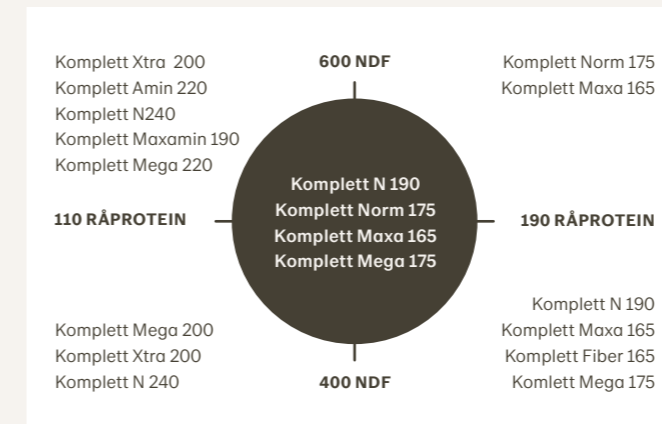 Komplett Xtra 200
Komplett Amin 220
Komplett N240
Komplett Maxamin 190
Komplett Mega 220
600 NDF
Komplett Norm 175
Komplett Maxa 165
110 RÅPROTEIN
Komplett N 190
Komplett Norm 175
Komplett Maxa 165
Komplett Mega 175
190 RÅPROTEIN
Komplett Mega 200
Komplett Xtra 200
Komplett N 240
400 NDF
Komplett N 190
Komplett Maxa 165
Komplett Fiber 165
Komlett Mega 175